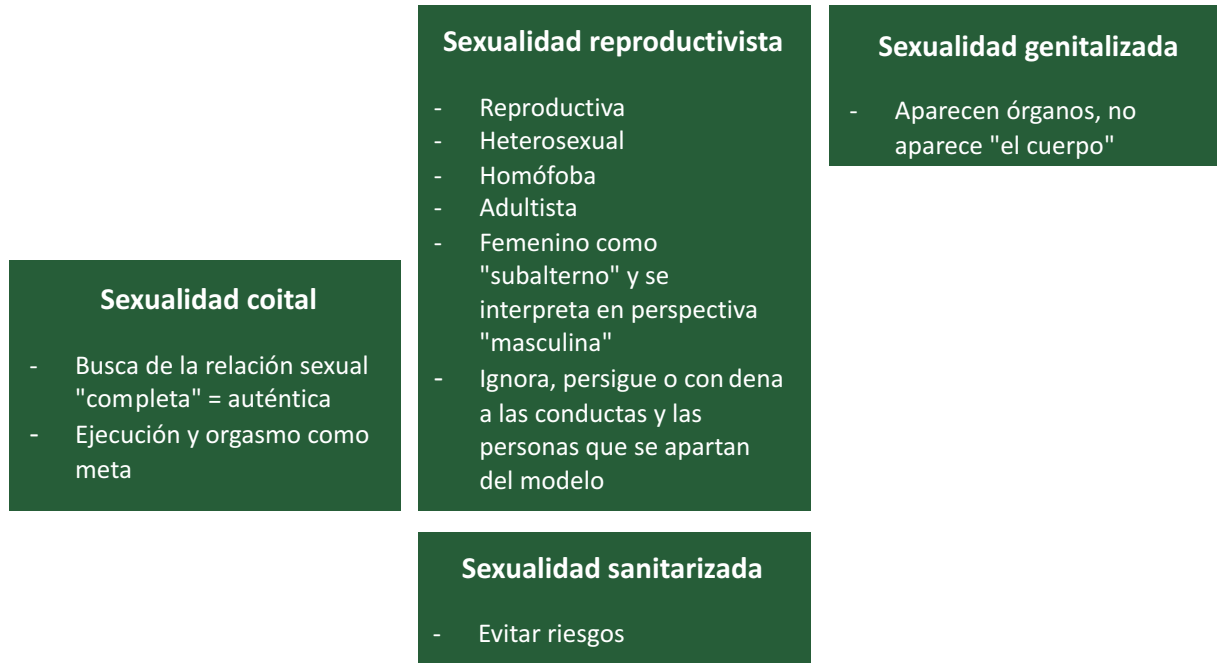 Sexualidad coital
- Busca de la relación sexual
"completa" = auténtica
- Ejecución y orgasmo como
meta
Sexualidad reproductivista
- Reproductiva
- Heterosexual
- Homófoba
- Adultista
- Femenino como
"subalterno" y se
interpreta en perspectiva
"masculina"
- Ignora, persigue o con dena
a las conductas y las
personas que se apartan
del modelo
Sexualidad genitalizada
- Aparecen órganos, no
aparece "el cuerpo"
Sexualidad sanitarizada
- Evitar riesgos